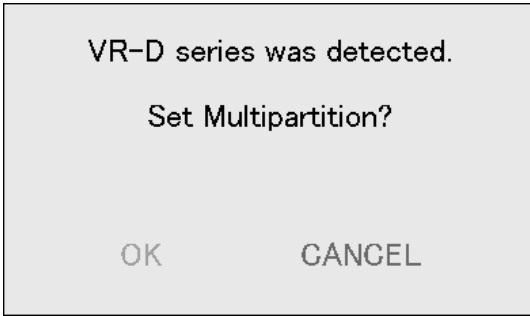 VR-D series was detected.
Set Multipartition?
OK CANCEL